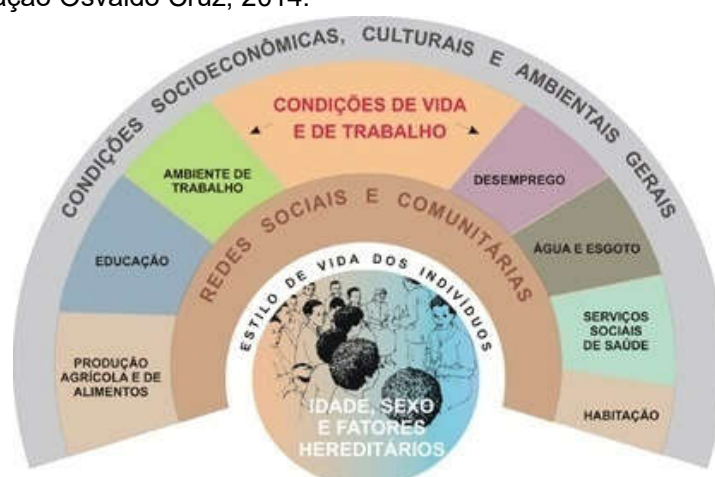 Osvaldo Cruz, 2014.
CONDIÇÕES SOCIOECONÔMICAS, CULTURAIS E AMBIENTAIS GERAIS
CONDIÇÕES DE VIDA
E DE TRABALHO
AMBIENTE DE
TRABALHO
DESEMPREGO
REDES SOCIAIS E COMUNITÁRIAS
EDUCAÇÃO
ÁGUA E ESGOTO
ESTILO DE VIDA DOS INDIVÍDUOS
PRODUÇÃO
AGRÍCOLA E DE
ALIMENTOS
SERVIÇOS
SOCIAIS
DE SAÚDE
HABITAÇÃO
IDADE, SEXO
E FATORES
HEREDITÁRIOS